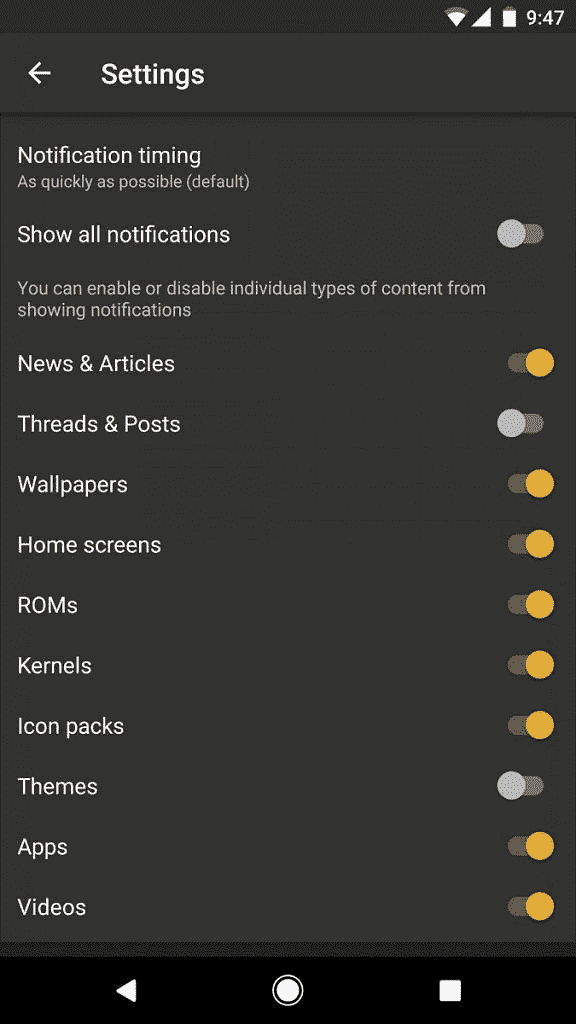 9:47
Settings
Notification timing
As quickly as possible (default)
Show all notifications
You can enable or disable individual types of content from
showing notifications
News & Articles
Threads & Posts
Wallpapers
Home screens
ROMs
Kernels
Icon packs
Themes
Apps
Videos